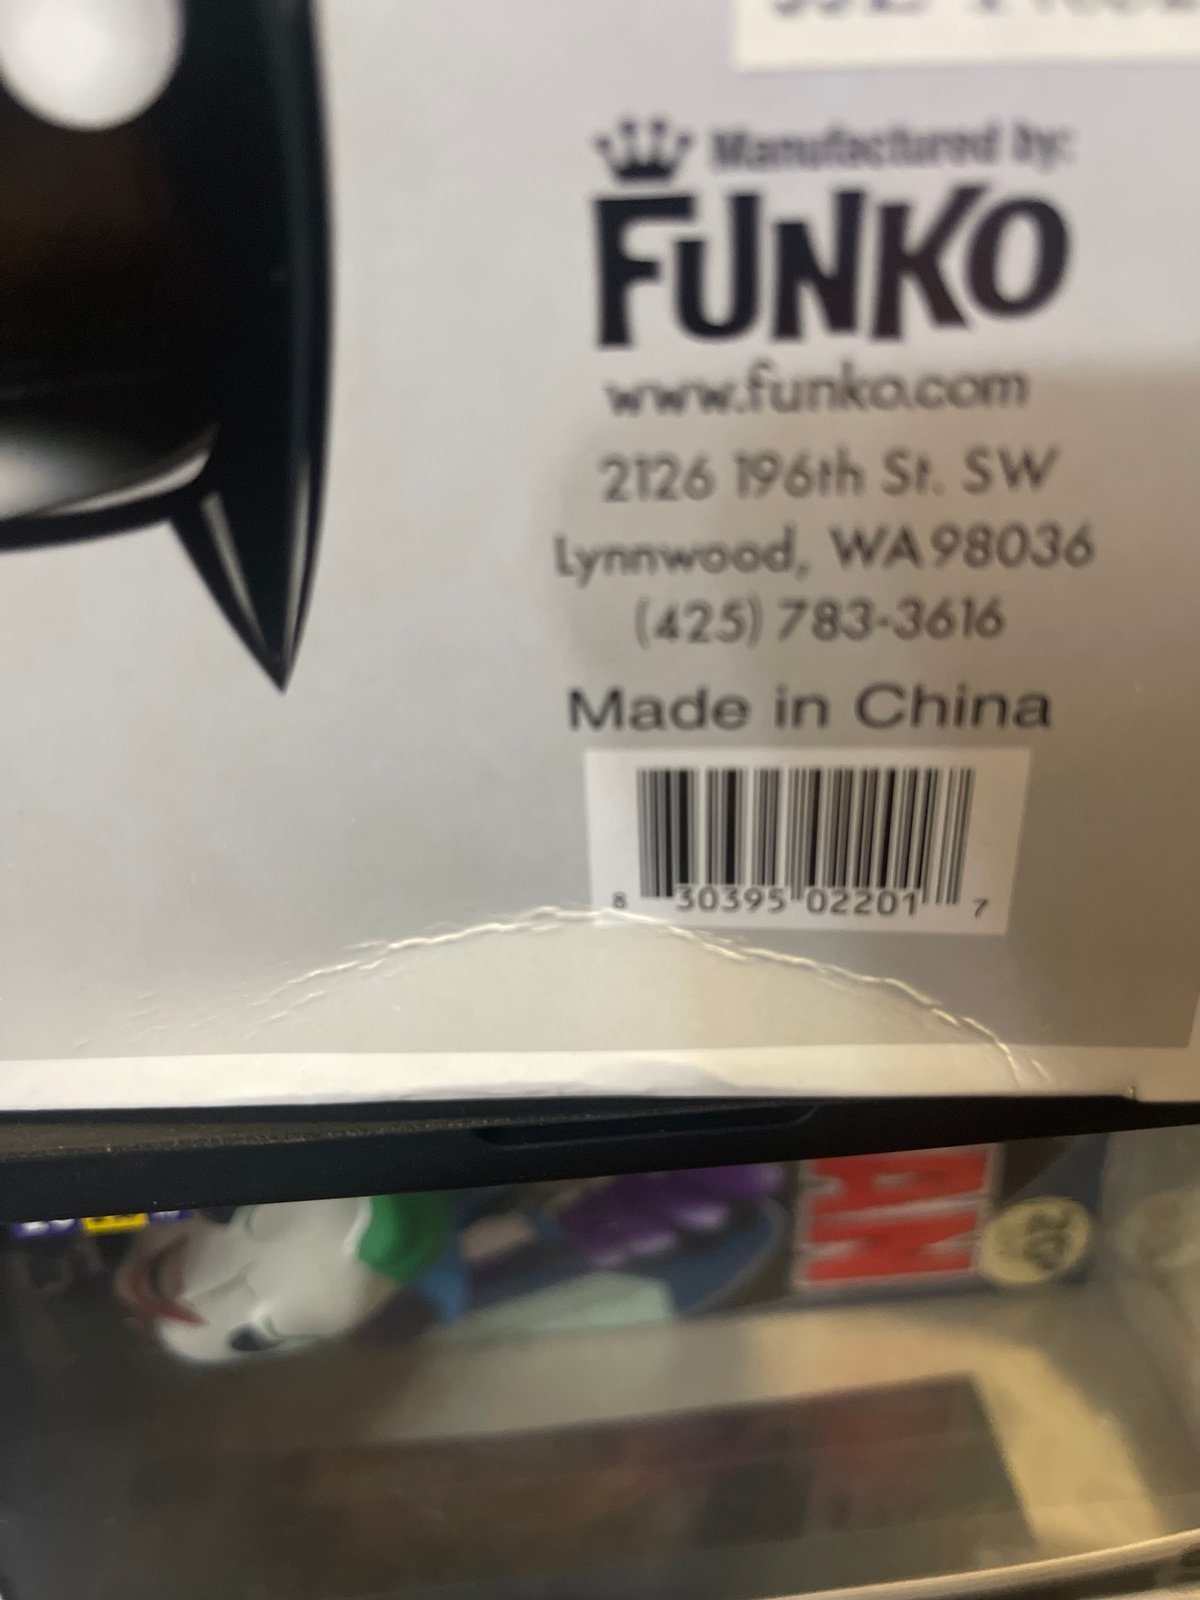 Manufactured by:
FUNKO
www.funko.com
2126 196th St. SW
Lynnwood, WA 98036
(425) 783-3616
Made in China
8 30395 02201 7